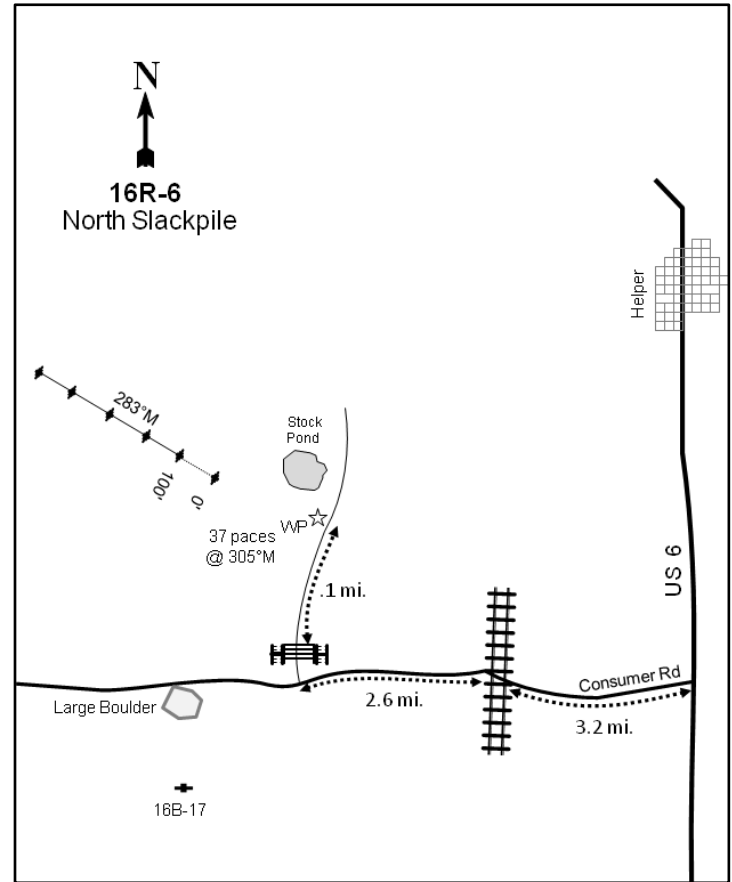 N
16R-6
North Slackpile
Helper
283°M
100'
0'
Stock
Pond
WP
37 paces
@ 305°M
.1 mi.
US 6
Consumer Rd
2.6 mi.
3.2 mi.
Large Boulder
16B-17